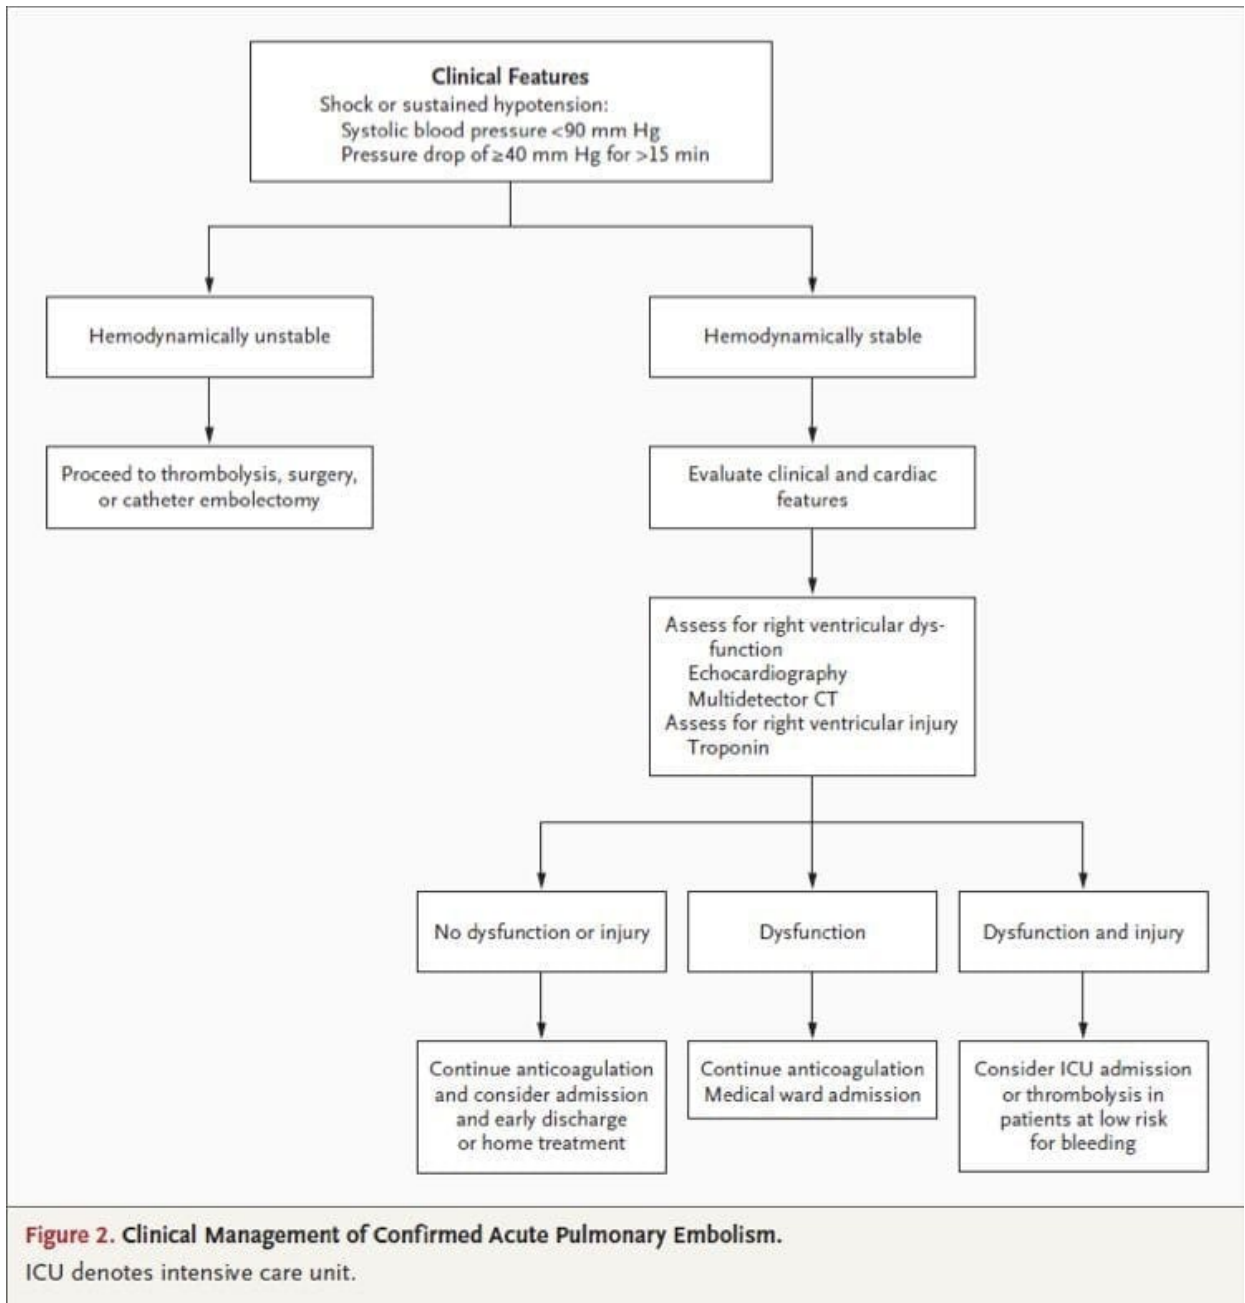 Clinical Features
Shock or sustained hypotension:
Systolic blood pressure <90 mm Hg
Pressure drop of ≥40 mm Hg for >15 min
Hemodynamically unstable
Hemodynamically stable
Proceed to thrombolysis, surgery,
or catheter embolectomy
Evaluate clinical and cardiac
features
Assess for right ventricular dys-
function
Echocardiography
Multidetector CT
Assess for right ventricular injury
Troponin
No dysfunction or injury
Dysfunction
Dysfunction and injury
Continue anticoagulation
and consider admission
and early discharge
or home treatment
Continue anticoagulation
Medical ward admission
Consider ICU admission
or thrombolysis in
patients at low risk
for bleeding
Figure 2. Clinical Management of Confirmed Acute Pulmonary Embolism.
ICU denotes intensive care unit.